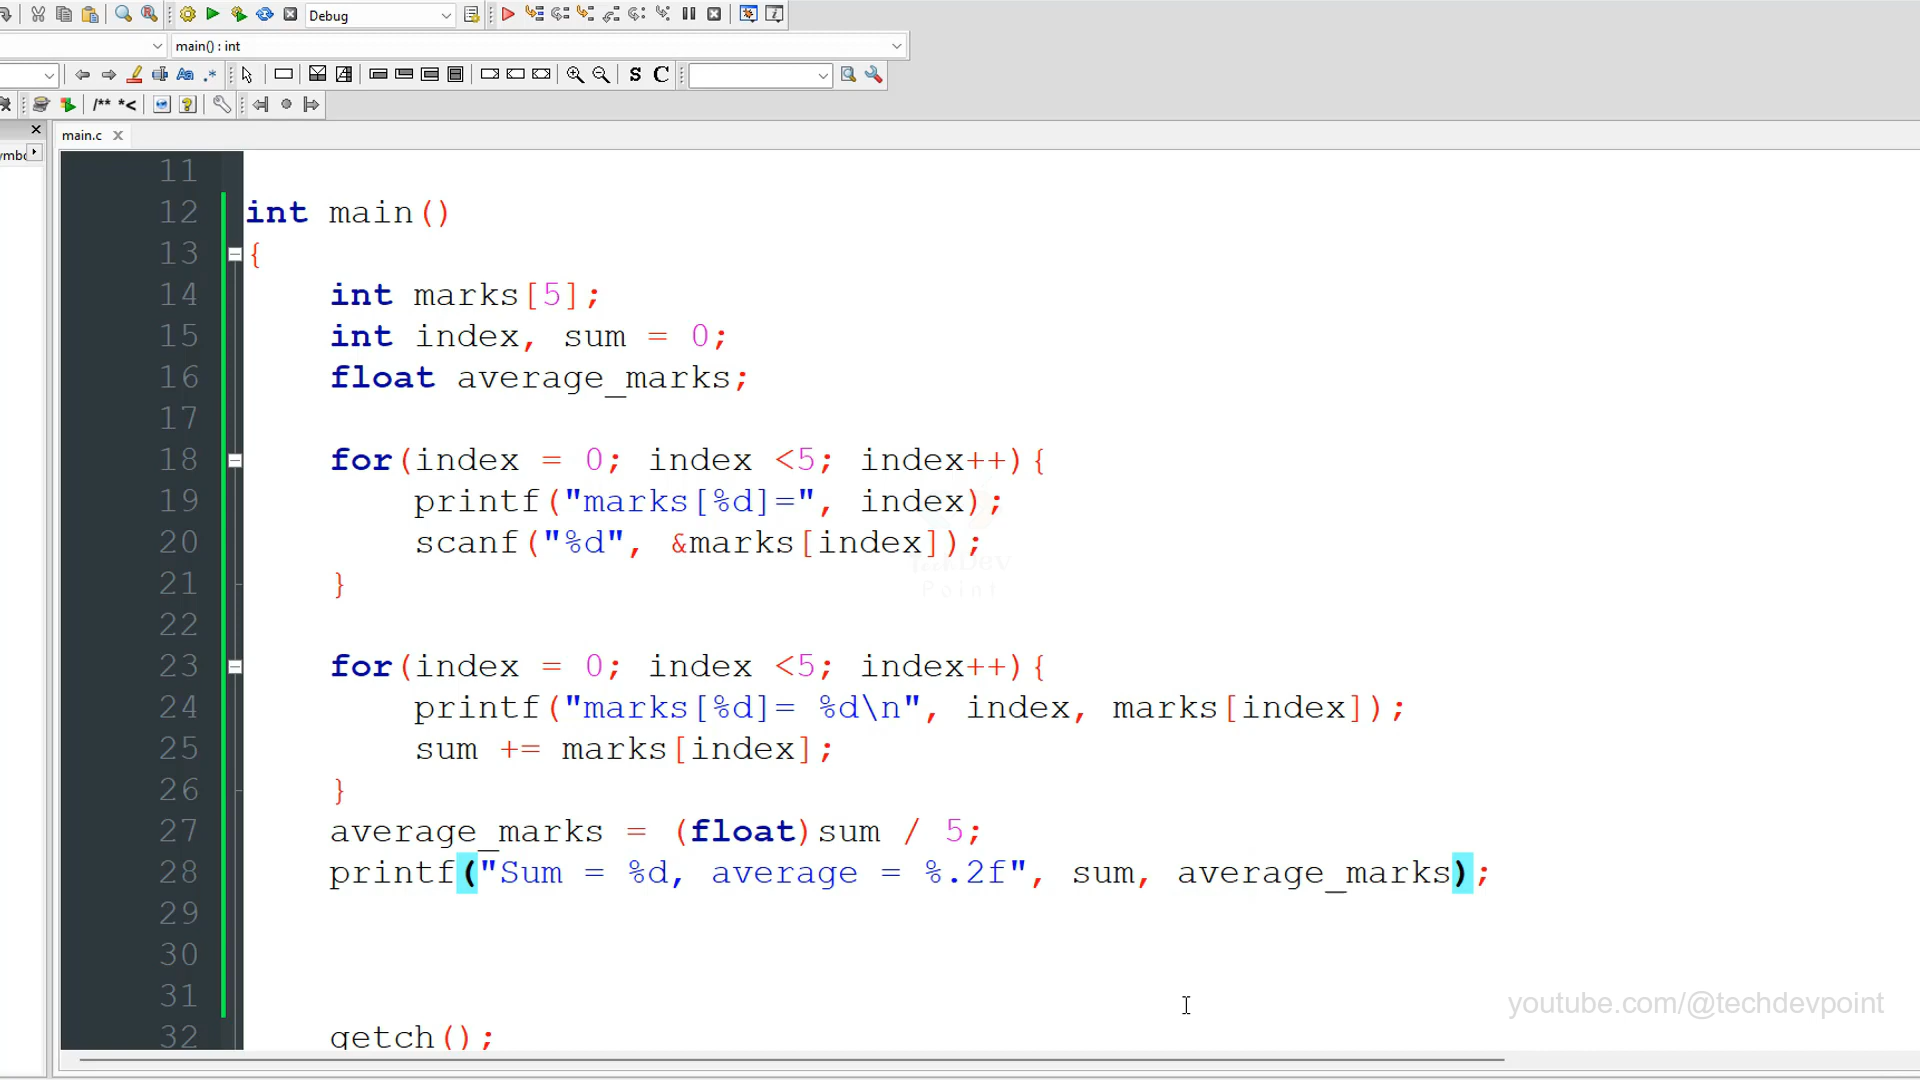 Debug
main() : int
S C
/** *<
main.c
ymbo
11
12 int main()
13 {
14 int marks[5];
15 int index, sum = 0;
16 float average_marks;
17
18 for(index = 0; index <5; index++){
19 printf("marks[%d]=", index);
20 scanf("%d", &marks[index]);
21 }
22
23 for(index = 0; index <5; index++){
24 printf("marks[%d]= %d\n", index, marks[index]);
25 sum += marks[index];
26 }
27 average_marks = (float)sum / 5;
28 printf("Sum = %d, average = %.2f", sum, average_marks);
29
30
31
32 getch();
TechDev
Point
youtube.com/@techdevpoint